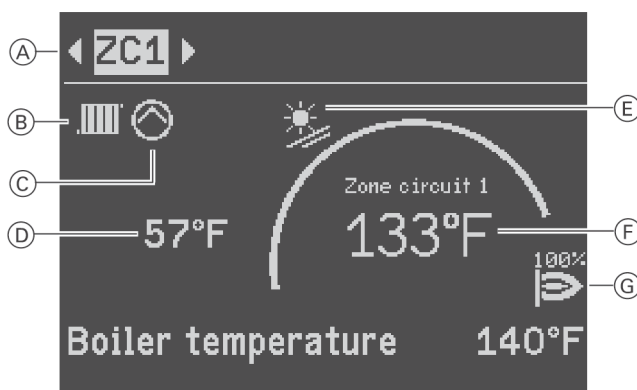 A ZC1
B E
C
Zone circuit 1
D 57°F 133°F F
100%
G
Boiler temperature 140°F